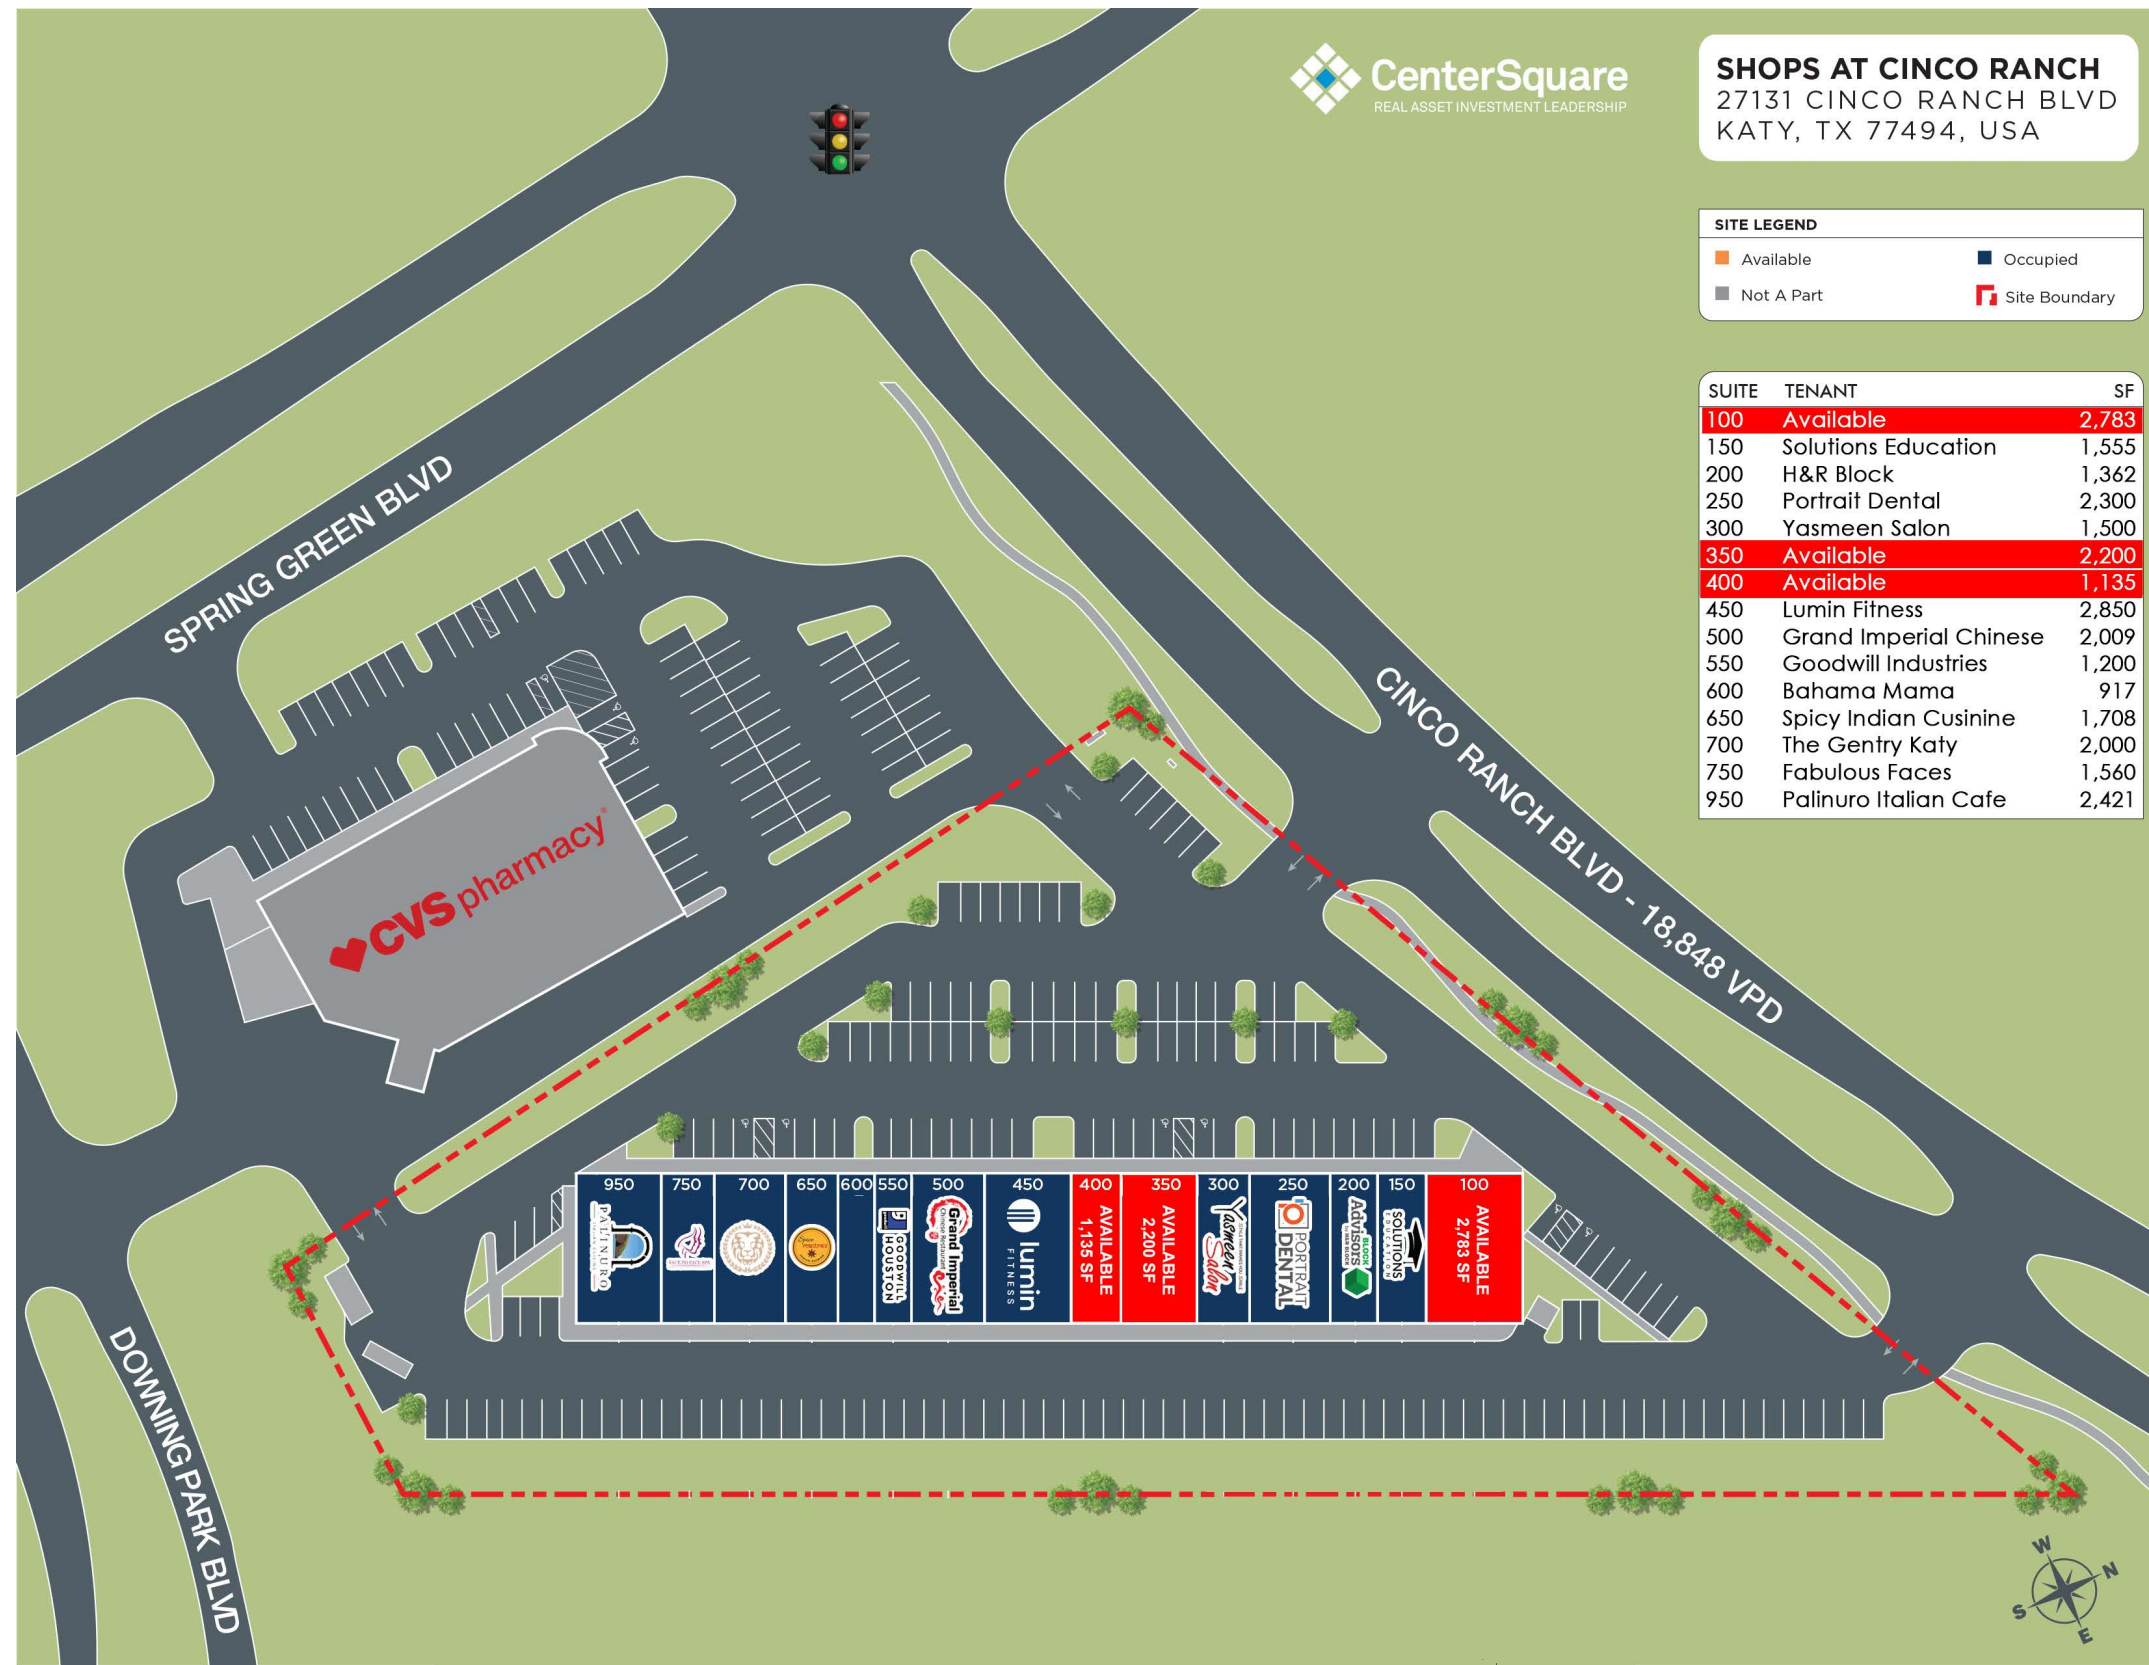 CenterSquare
REAL ASSET INVESTMENT LEADERSHIP
SHOPS AT CINCO RANCH
27131 CINCO RANCH BLVD
KATY, TX 77494, USA
SITE LEGEND
Available
Occupied
Not A Part
Site Boundary
SUITE TENANT SF
100 Available 2,783
150 Solutions Education 1,555
200 H&R Block 1,362
250 Portrait Dental 2,300
300 Yasmeen Salon 1,500
350 Available 2,200
400 Available 1,135
450 Lumin Fitness 2,850
500 Grand Imperial Chinese 2,009
550 Goodwill Industries 1,200
600 Bahama Mama 917
650 Spicy Indian Cusinine 1,708
700 The Gentry Katy 2,000
750 Fabulous Faces 1,560
950 Palinuro Italian Cafe 2,421
SPRING GREEN BLVD
CINCO RANCH BLVD - 18,848 VPD
CVS pharmacy
950 750 700 650 600 550 500 450 400 350 300 250 200 150 100
PALINURO
GOODWILL
HOUSTON
Grand Imperial
Chinese Restaurant
lumin
FITNESS
AVAILABLE
1,135 SF
AVAILABLE
2,200 SF
Yasmeen
Salon
PORTRAIT
DENTAL
BLOCK
Advisors
SOLUTIONS
EDUCATION
AVAILABLE
2,783 SF
DOWNING PARK BLVD
W
N
S
E